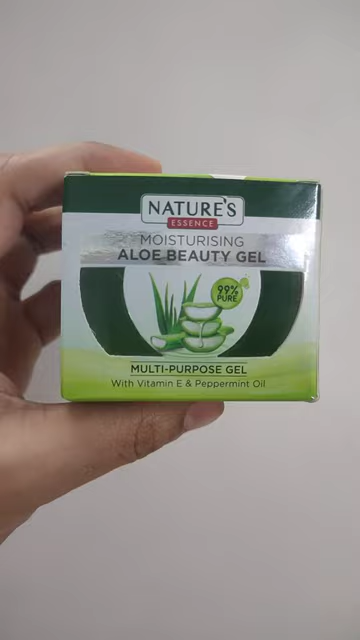 NATURE'S
ESSENCE
MOISTURISING
ALOE BEAUTY GEL
99%
PURE
MULTI-PURPOSE GEL
With Vitamin E & Peppermint Oil